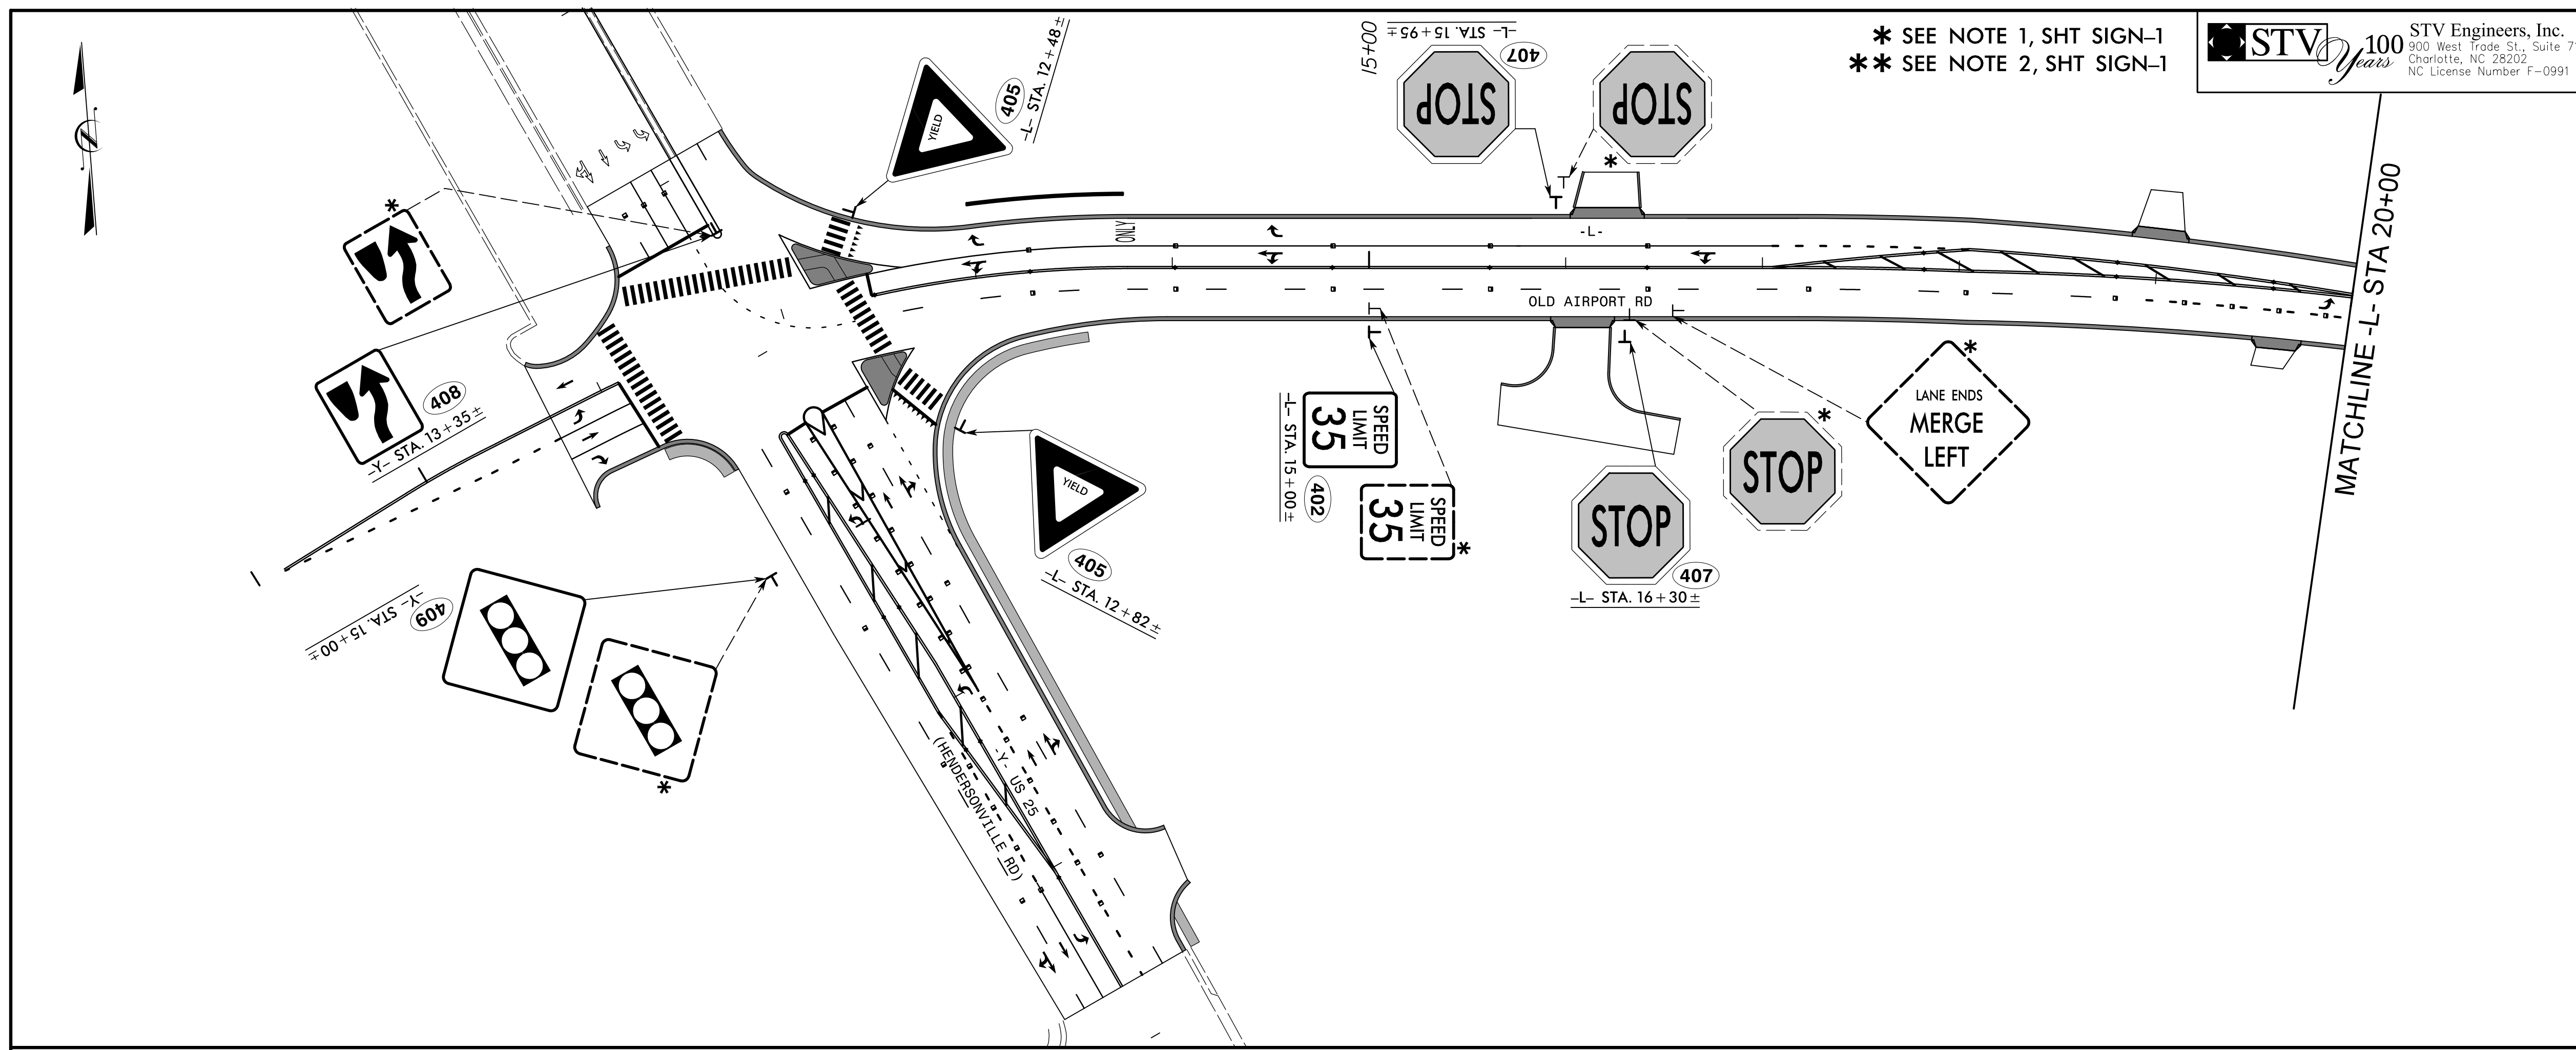 * SEE NOTE 1, SHT SIGN–1
** SEE NOTE 2, SHT SIGN–1
STV
100
Years
STV Engineers, Inc.
900 West Trade St., Suite 7
Charlotte, NC 28202
NC License Number F-0991
YIELD
405
–L– STA. 12+48±
15+00
–L– STA. 15+95±
407
STOP
STOP
*
*
408
–Y– STA. 13+35±
ONLY
-L-
OLD AIRPORT RD
MATCHLINE -L- STA 20+00
SPEED
LIMIT
35
402
–L– STA. 15+00±
SPEED
LIMIT
35
*
STOP
407
–L– STA. 16+30±
STOP
*
LANE ENDS
MERGE
LEFT
*
YIELD
405
–L– STA. 12+82±
409
–Y– STA. 15+00±
*
-Y- US 25
(HENDERSONVILLE RD)